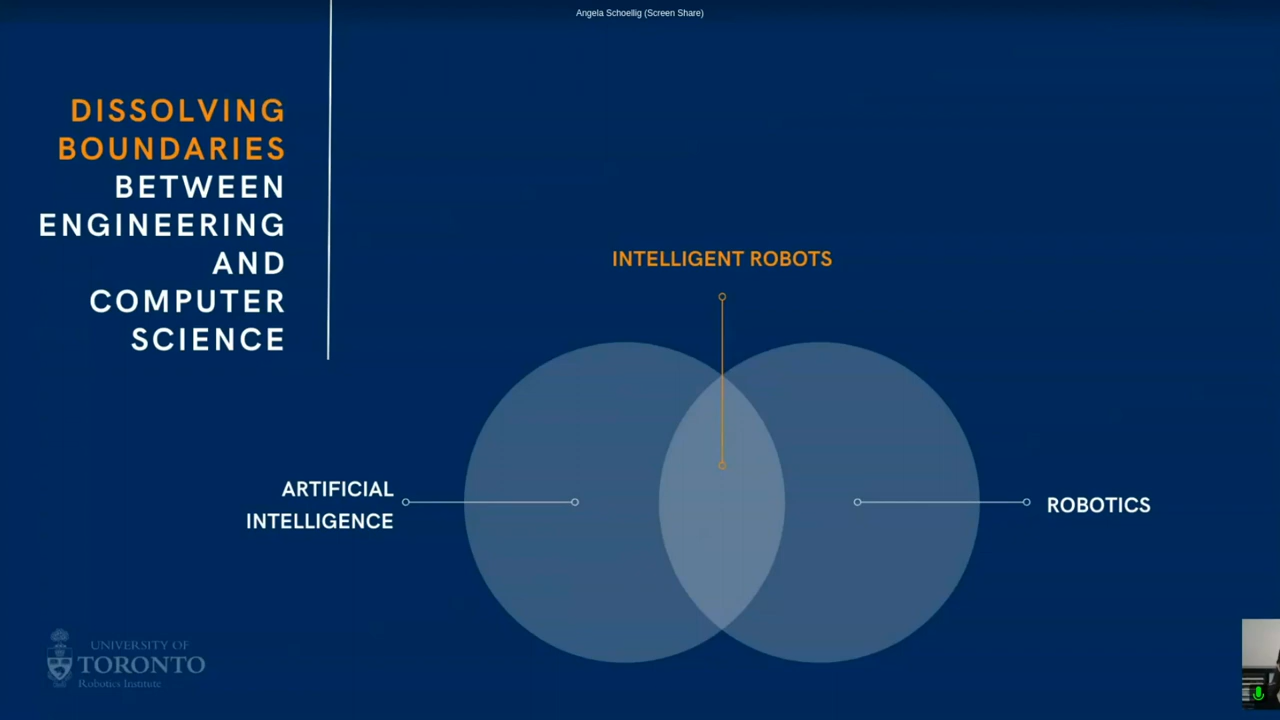 Angela Schoellig (Screen Share)
DISSOLVING
BOUNDARIES
BETWEEN
ENGINEERING
AND
COMPUTER
SCIENCE
INTELLIGENT ROBOTS
ARTIFICIAL
INTELLIGENCE
ROBOTICS
UNIVERSITY OF
TORONTO
Robotics Institute